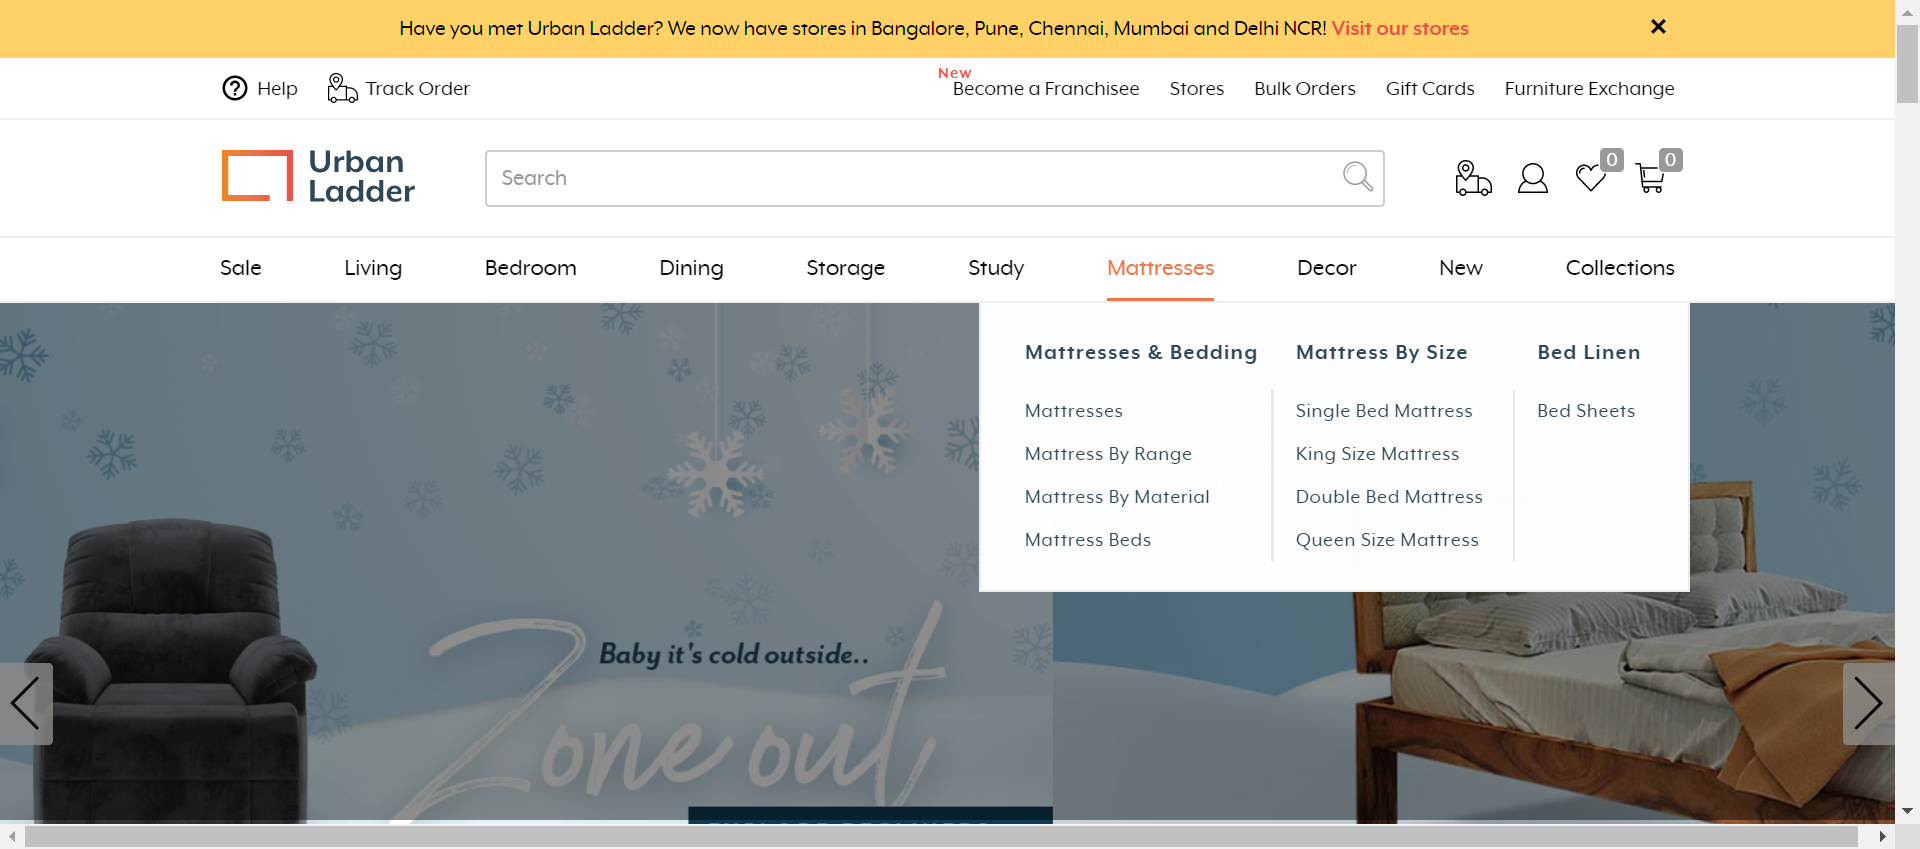 Have you met Urban Ladder? We now have stores in Bangalore, Pune, Chennai, Mumbai and Delhi NCR! Visit our stores
Help
Track Order
New
Become a Franchisee
Stores
Bulk Orders
Gift Cards
Furniture Exchange
Urban
Ladder
Search
0
0
Sale
Living
Bedroom
Dining
Storage
Study
Mattresses
Decor
New
Collections
Mattresses & Bedding
Mattresses
Mattress By Range
Mattress By Material
Mattress Beds
Mattress By Size
Single Bed Mattress
King Size Mattress
Double Bed Mattress
Queen Size Mattress
Bed Linen
Bed Sheets
Baby it's cold outside..
Zone out